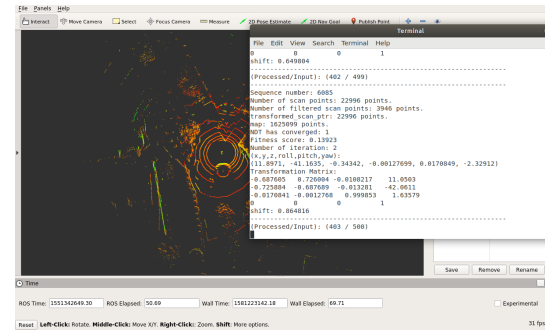 File Panels Help
Interact Move Camera Select Focus Camera Measure 2D Pose Estimate 2D Nav Goal Publish Point
Terminal
File Edit View Search Terminal Help
0 0 0 1
shift: 0.649804
(Processed/Input): (402 / 499)
Sequence number: 6085
Number of scan points: 22996 points.
Number of filtered scan points: 3946 points.
transformed_scan_ptr: 22996 points.
map: 1625099 points.
NDT has converged: 1
Fitness score: 0.13923
Number of iteration: 2
(x,y,z,roll,pitch,yaw):
(11.8971, -41.1635, -0.34342, -0.00127699, 0.0170849, -2.32912)
Transformation Matrix:
-0.687605 0.726004 -0.0108217 11.0503
-0.725884 -0.687689 -0.013281 -42.0611
-0.0170841 -0.0012768 0.999853 1.63579
0 0 0 1
shift: 0.864816
(Processed/Input): (403 / 500)
Save Remove Rename
Time
ROS Time: 1551342649.30 ROS Elapsed: 50.69 Wall Time: 1581223142.18 Wall Elapsed: 69.71 Experimental
Reset Left-Click: Rotate. Middle-Click: Move X/Y. Right-Click: Zoom. Shift: More options. 31 fps